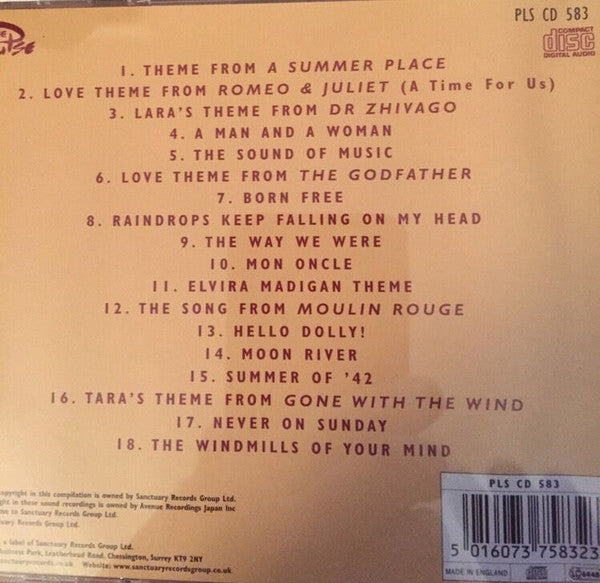 THE
Pulse
PLS CD 583
COMPACT
disc
DIGITAL AUDIO
1. THEME FROM A SUMMER PLACE
2. LOVE THEME FROM ROMEO & JULIET (A Time For Us)
3. LARA'S THEME FROM DR ZHIVAGO
4. A MAN AND A WOMAN
5. THE SOUND OF MUSIC
6. LOVE THEME FROM THE GODFATHER
7. BORN FREE
8. RAINDROPS KEEP FALLING ON MY HEAD
9. THE WAY WE WERE
10. MON ONCLE
11. ELVIRA MADIGAN THEME
12. THE SONG FROM MOULIN ROUGE
13. HELLO DOLLY!
14. MOON RIVER
15. SUMMER OF '42
16. TARA'S THEME FROM GONE WITH THE WIND
17. NEVER ON SUNDAY
18. THE WINDMILLS OF YOUR MIND
PLS CD 583
copyright in this compilation is owned by Sanctuary Records Group Ltd.
in these sound recordings is owned by Avenue Recordings Japan Inc
to Sanctuary Records Group Ltd.
a label of Sanctuary Records Group Ltd.
Park, Leatherhead Road, Chessington, Surrey KT9 2NY
Website: www.sanctuaryrecordsgroup.co.uk
5 016073 758323
MADE IN ENGLAND